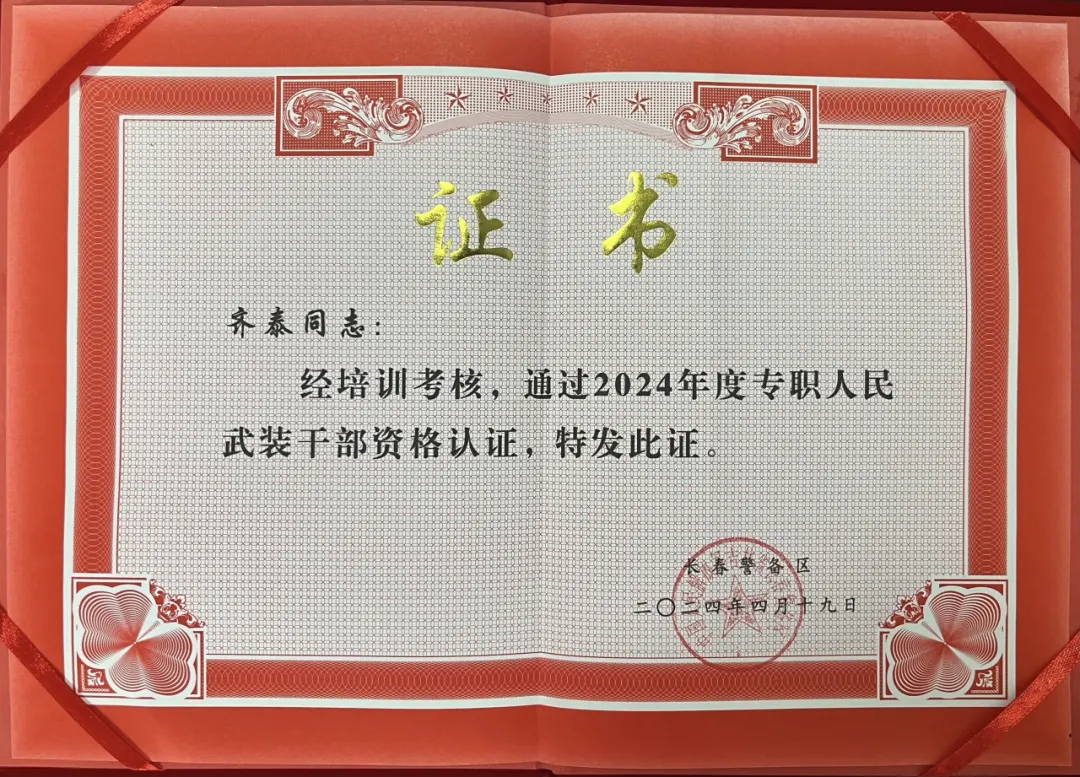 证 书
齐泰同志：
经培训考核，通过2024年度专职人民
武装干部资格认证，特发此证。
长春警备区
二〇二四年四月十九日